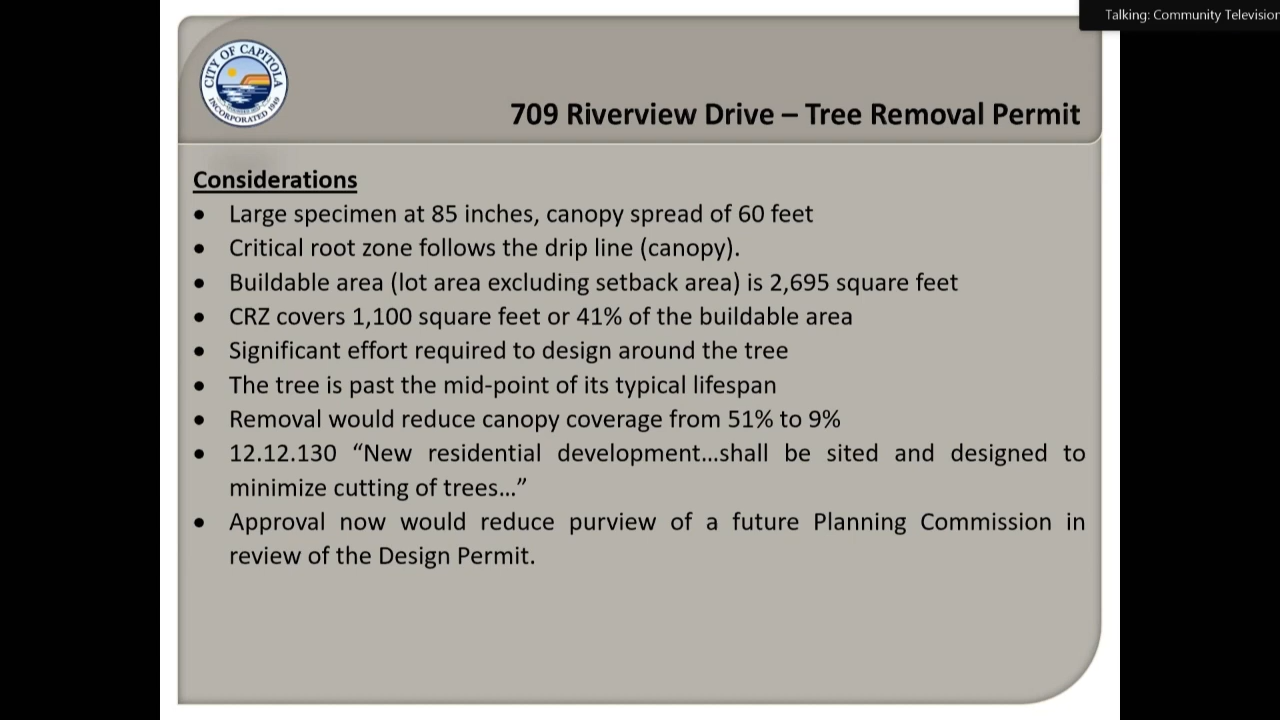 Talking: Community Television
CITY OF CAPITOLA
INCORPORATED 1949
709 Riverview Drive – Tree Removal Permit
Considerations
• Large specimen at 85 inches, canopy spread of 60 feet
• Critical root zone follows the drip line (canopy).
• Buildable area (lot area excluding setback area) is 2,695 square feet
• CRZ covers 1,100 square feet or 41% of the buildable area
• Significant effort required to design around the tree
• The tree is past the mid-point of its typical lifespan
• Removal would reduce canopy coverage from 51% to 9%
• 12.12.130 “New residential development...shall be sited and designed to
minimize cutting of trees...”
• Approval now would reduce purview of a future Planning Commission in
review of the Design Permit.